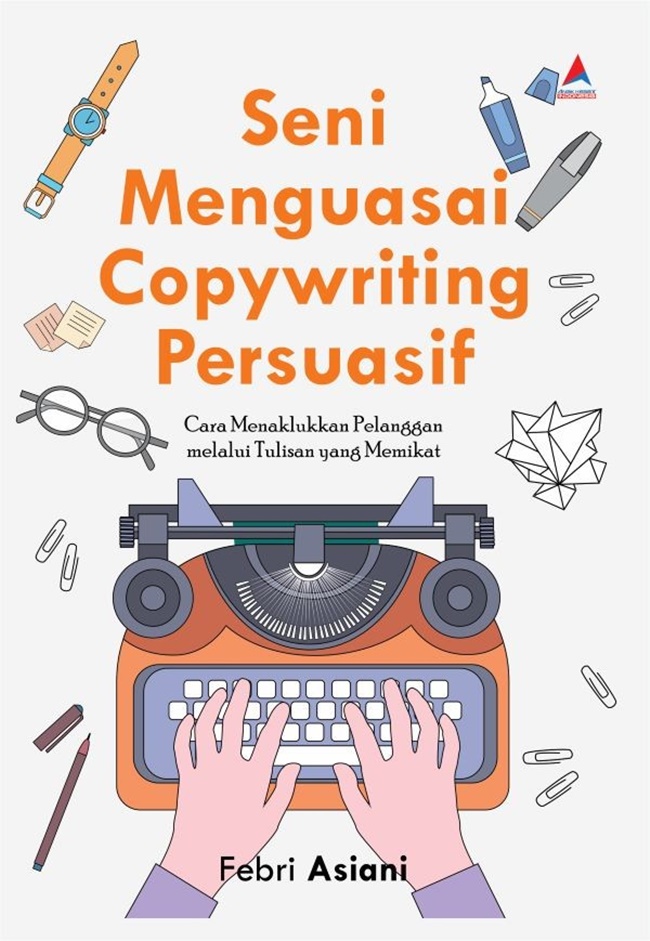 Seni
Menguasai
Copywriting
Persuasif
Cara Menaklukkan Pelanggan
melalui Tulisan yang Memikat
Febri Asiani